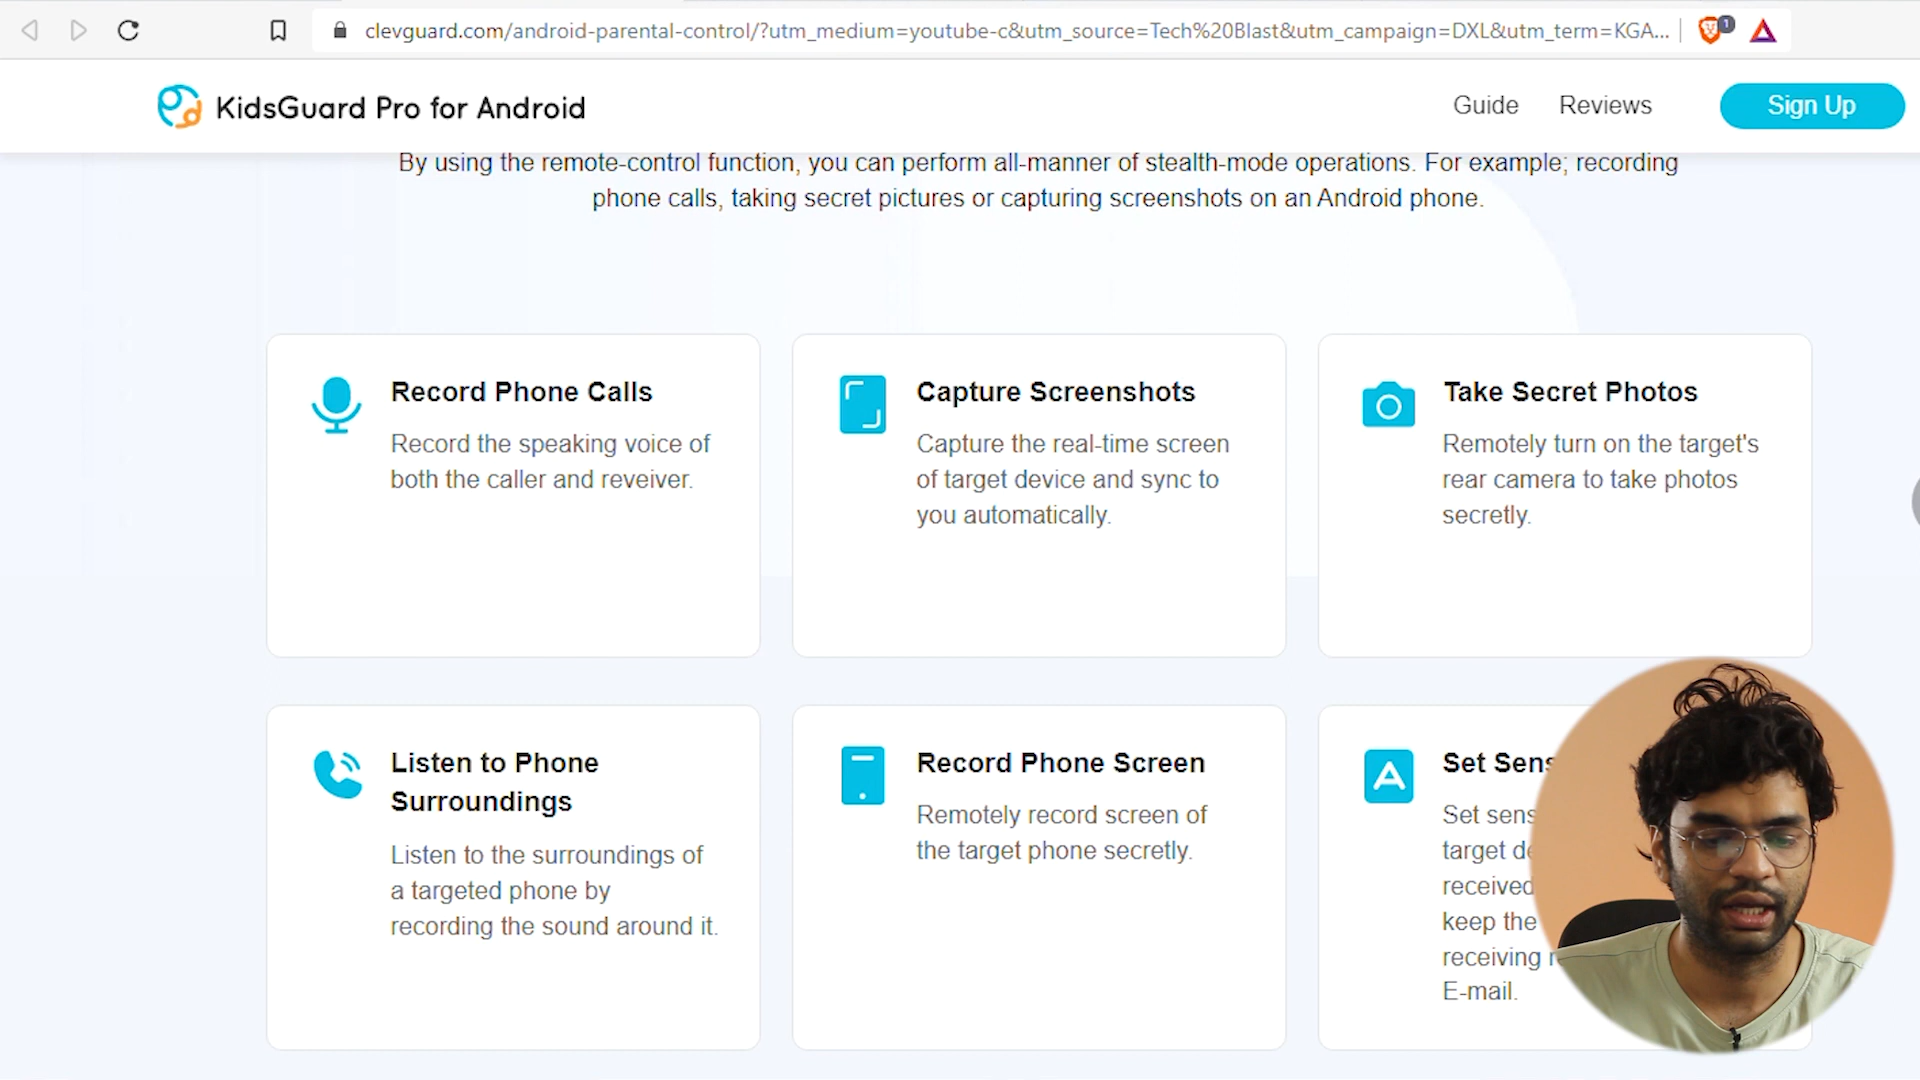 clevguard.com/android-parental-control/?utm_medium=youtube-c&utm_source=Tech%20Blast&utm_campaign=DXL&utm_term=KGA...
1
KidsGuard Pro for Android
Guide
Reviews
Sign Up
By using the remote-control function, you can perform all-manner of stealth-mode operations. For example; recording
phone calls, taking secret pictures or capturing screenshots on an Android phone.
Record Phone Calls
Record the speaking voice of
both the caller and reveiver.
Capture Screenshots
Capture the real-time screen
of target device and sync to
you automatically.
Take Secret Photos
Remotely turn on the target's
rear camera to take photos
secretly.
Listen to Phone
Surroundings
Listen to the surroundings of
a targeted phone by
recording the sound around it.
Record Phone Screen
Remotely record screen of
the target phone secretly.
A
Set Sens
Set sens
target de
received
keep the
receiving
E-mail.